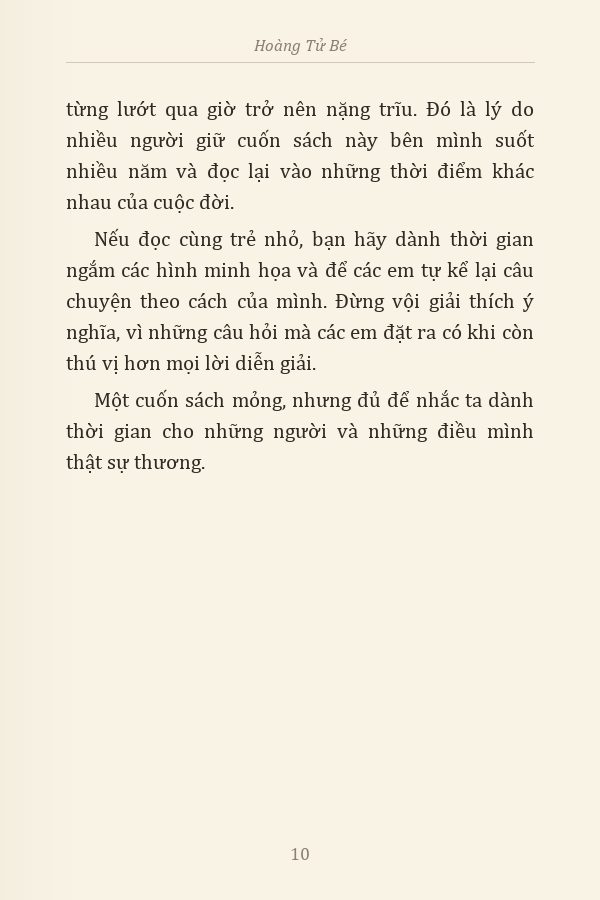 Hoàng Tử Bé
từng lướt qua giờ trở nên nặng trĩu. Đó là lý do
nhiều người giữ cuốn sách này bên mình suốt
nhiều năm và đọc lại vào những thời điểm khác
nhau của cuộc đời.
Nếu đọc cùng trẻ nhỏ, bạn hãy dành thời gian
ngắm các hình minh họa và để các em tự kể lại câu
chuyện theo cách của mình. Đừng vội giải thích ý
nghĩa, vì những câu hỏi mà các em đặt ra có khi còn
thú vị hơn mọi lời diễn giải.
Một cuốn sách mỏng, nhưng đủ để nhắc ta dành
thời gian cho những người và những điều mình
thật sự thương.
10